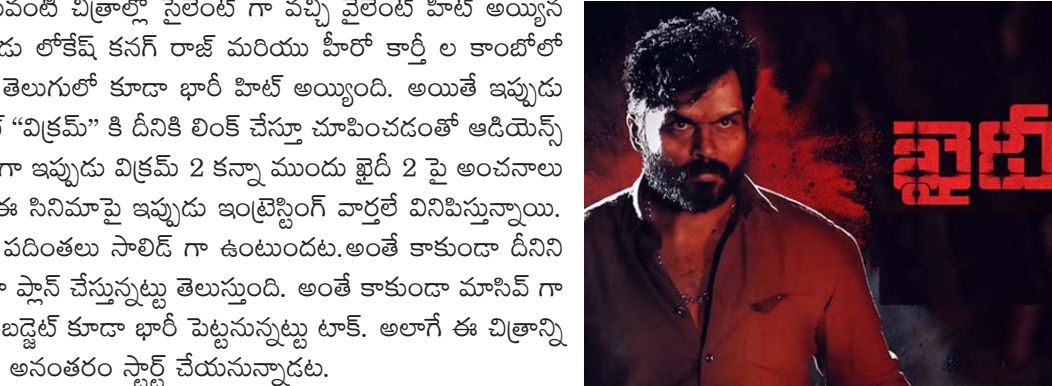 వంటి చిత్రాల్లో సైలెంట్ గా వచ్చి వైలెంట్ హిట్ అయ్యిన
డు లోకేష్ కనగ్ రాజ్ మరియు హీరో కార్తీ ల కాంబోలో
తెలుగులో కూడా భారీ హిట్ అయ్యింది. అయితే ఇప్పుడు
“విక్రమ్” కి దీనికి లింక్ చేస్తూ చూపించడంతో ఆడియెన్స్
గా ఇప్పుడు విక్రమ్ 2 కన్నా ముందు ఖైదీ 2 పై అంచనాలు
ఈ సినిమాపై ఇప్పుడు ఇంట్రెస్టింగ్ వార్తలే వినిపిస్తున్నాయి.
పదింతలు సాలిడ్ గా ఉంటుందట.అంతే కాకుండా దీనిని
ప్లాన్ చేస్తున్నట్టు తెలుస్తుంది. అంతే కాకుండా మాసివ్ గా
బడ్జెట్ కూడా భారీ పెట్టనున్నట్టు టాక్. అలాగే ఈ చిత్రాన్ని
అనంతరం స్టార్ట్ చేయనున్నాడట.
ఖైదీ